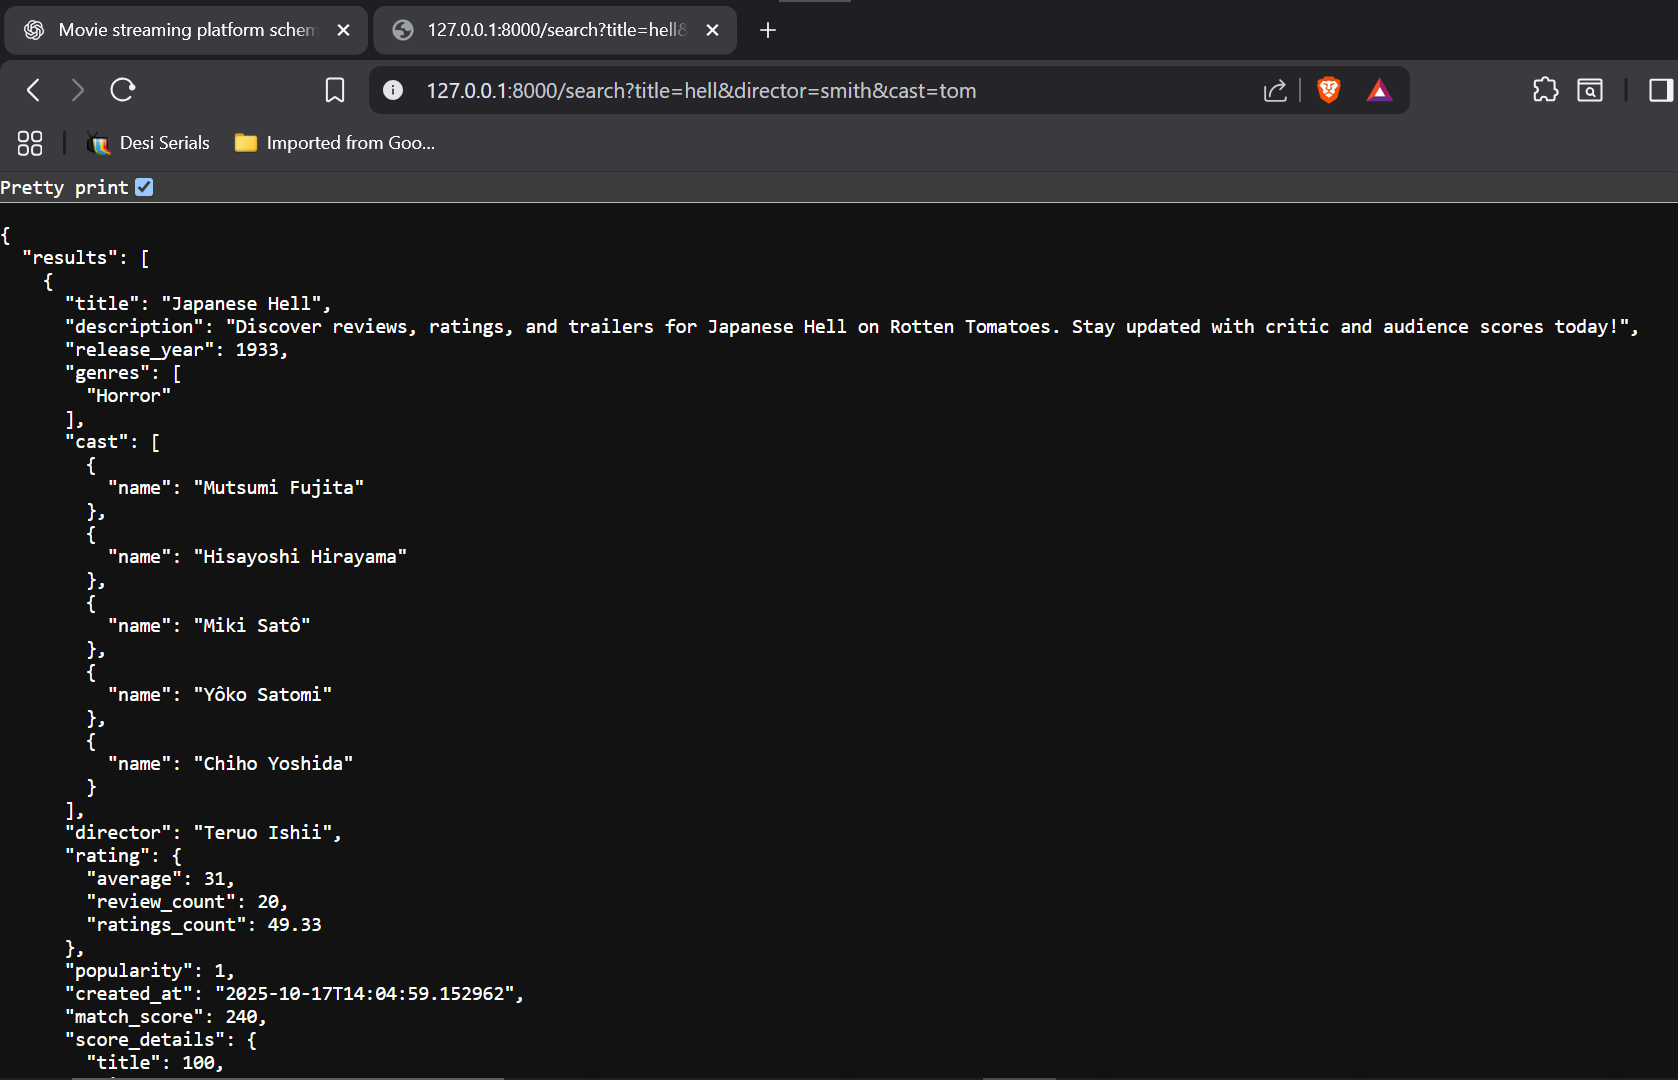 Movie streaming platform schem
127.0.0.1:8000/search?title=hell&
127.0.0.1:8000/search?title=hell&director=smith&cast=tom
Desi Serials
Imported from Goo...
Pretty print
{
  "results": [
    {
      "title": "Japanese Hell",
      "description": "Discover reviews, ratings, and trailers for Japanese Hell on Rotten Tomatoes. Stay updated with critic and audience scores today!",
      "release_year": 1933,
      "genres": [
        "Horror"
      ],
      "cast": [
        {
          "name": "Mutsumi Fujita"
        },
        {
          "name": "Hisayoshi Hirayama"
        },
        {
          "name": "Miki Satô"
        },
        {
          "name": "Yôko Satomi"
        },
        {
          "name": "Chiho Yoshida"
        }
      ],
      "director": "Teruo Ishii",
      "rating": {
        "average": 31,
        "review_count": 20,
        "ratings_count": 49.33
      },
      "popularity": 1,
      "created_at": "2025-10-17T14:04:59.152962",
      "match_score": 240,
      "score_details": {
        "title": 100,